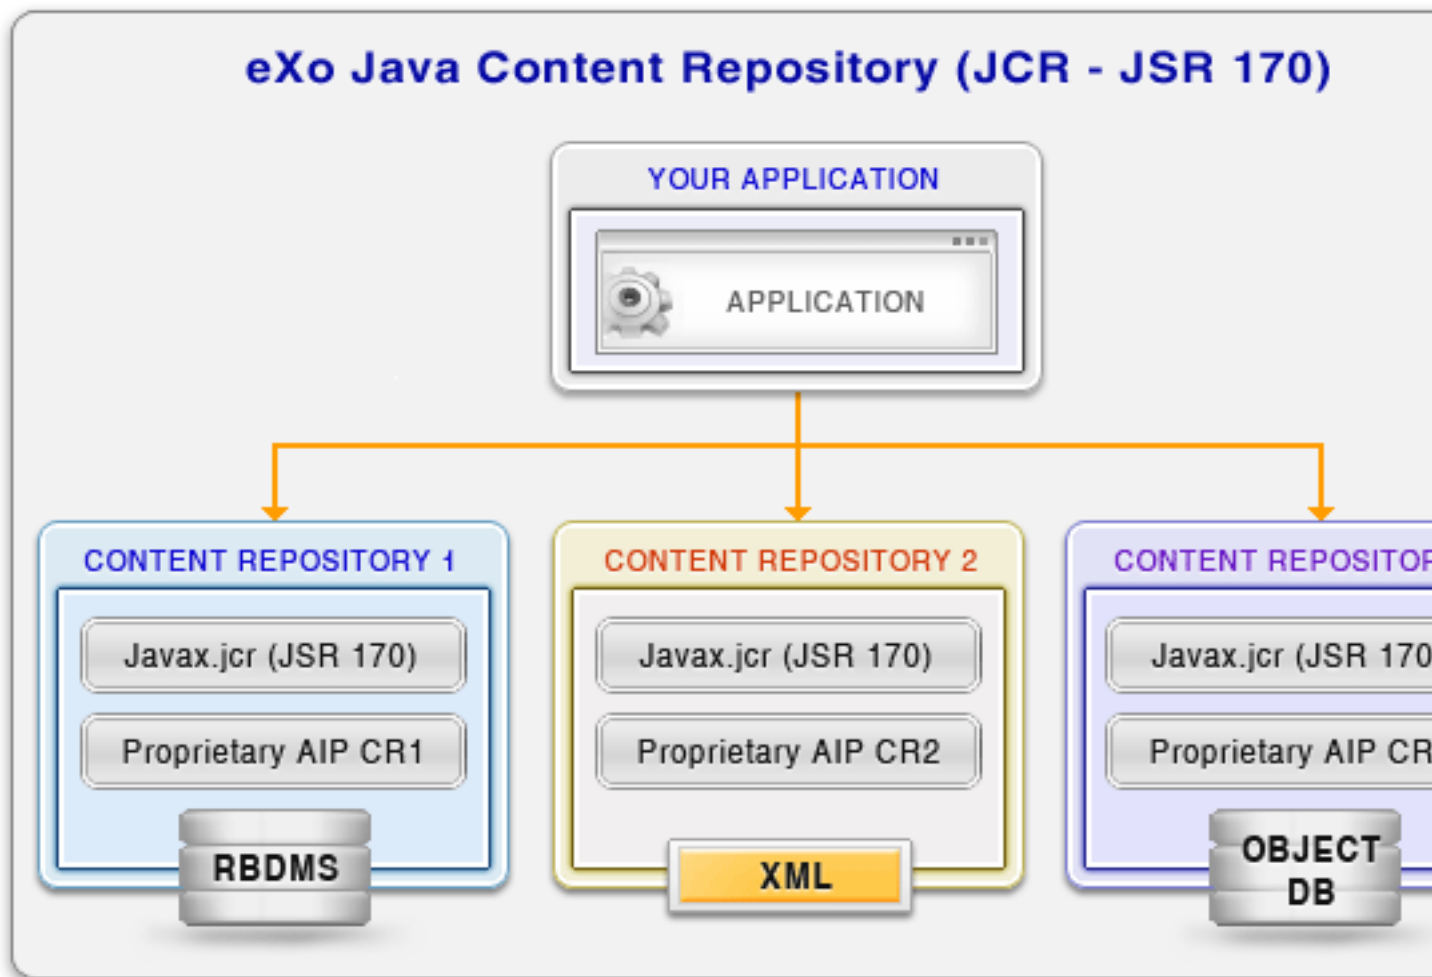 eXo Java Content Repository (JCR - JSR 170)
YOUR APPLICATION
APPLICATION
CONTENT REPOSITORY 1
Javax.jcr (JSR 170)
Proprietary AIP CR1
RBDMS
CONTENT REPOSITORY 2
Javax.jcr (JSR 170)
Proprietary AIP CR2
XML
CONTENT
Javax.jcr (JSR 170
Proprietary AIP
OBJECT
DB